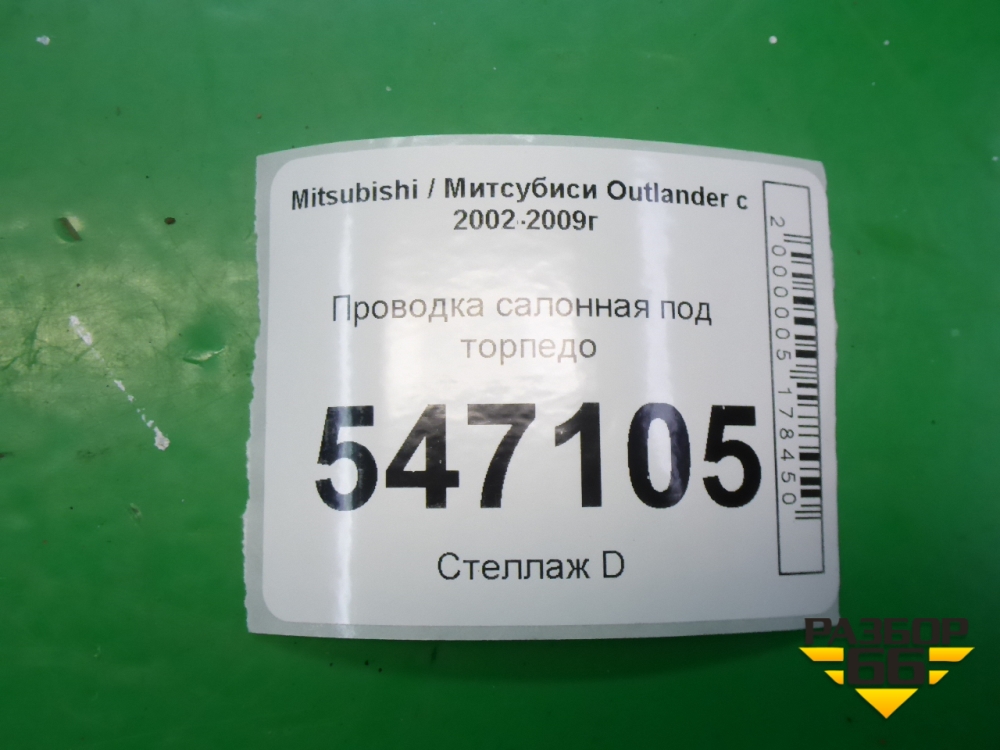 Mitsubishi / Митсубиси Outlander с
2002-2009г
Проводка салонная под
торпедо
547105
Стеллаж D
2000005178450
РАЗБОР
66